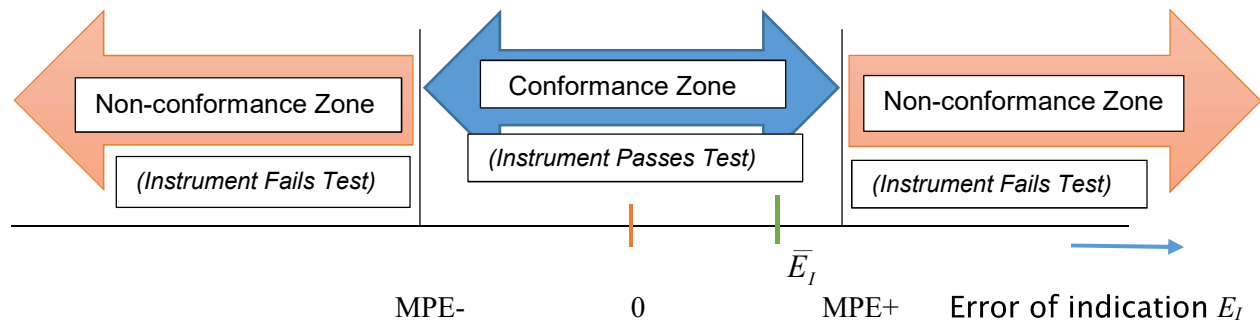 Non-conformance Zone
Conformance Zone
Non-conformance Zone
(Instrument Fails Test)
(Instrument Passes Test)
(Instrument Fails Test)
E̅_I
MPE-
0
MPE+
Error of indication E_I